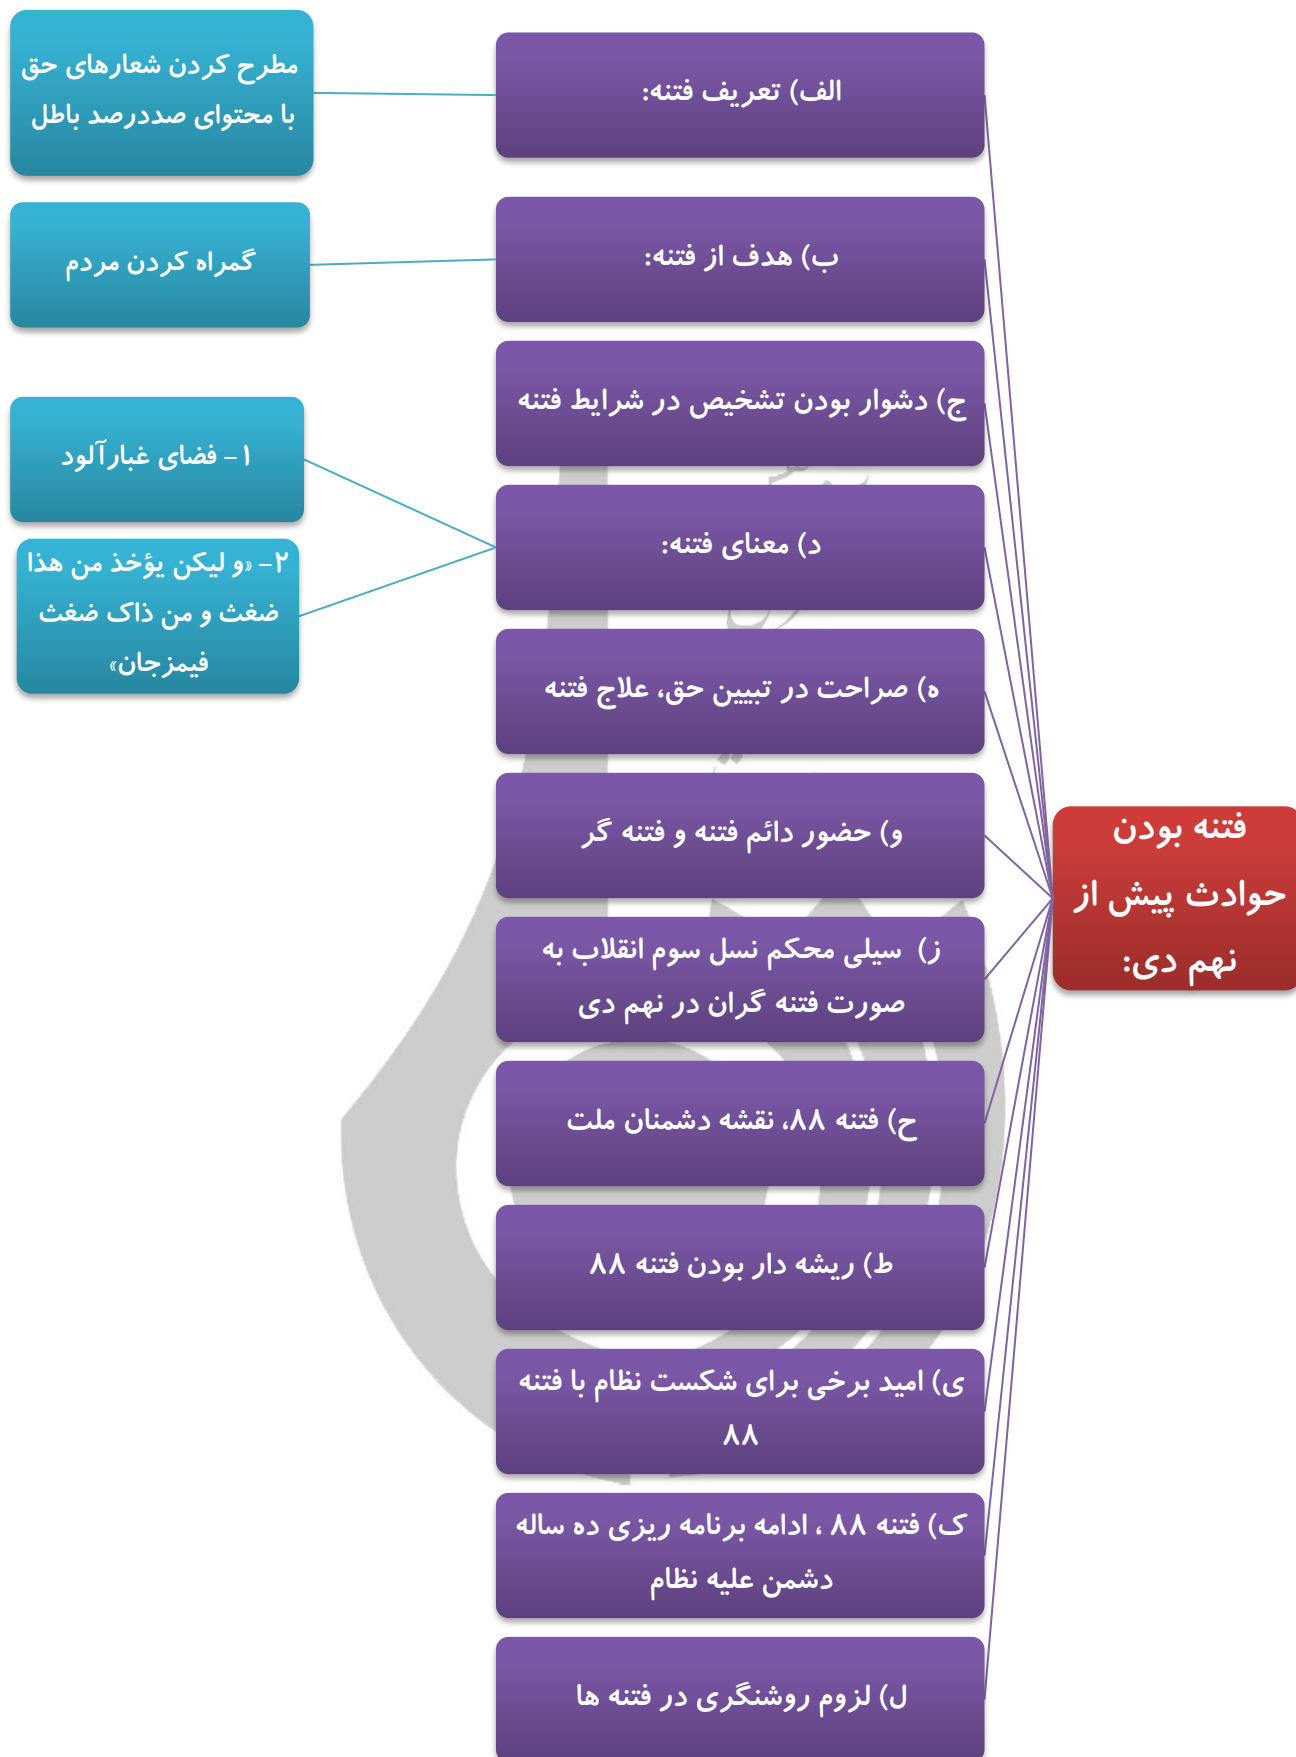 فتنه بودن
حوادث پیش از
نهم دی:
الف) تعریف فتنه:
مطرح کردن شعارهای حق
با محتوای صددرصد باطل
ب) هدف از فتنه:
گمراه کردن مردم
ج) دشوار بودن تشخیص در شرایط فتنه
د) معنای فتنه:
۱- فضای غبارآلود
۲- «و لیکن یؤخذ من هذا
ضغث و من ذاک ضغث
فیمزجان»
ه) صراحت در تبیین حق، علاج فتنه
و) حضور دائم فتنه و فتنه گر
ز) سیلی محکم نسل سوم انقلاب به
صورت فتنه گران در نهم دی
ح) فتنه ۸۸، نقشه دشمنان ملت
ط) ریشه دار بودن فتنه ۸۸
ی) امید برخی برای شکست نظام با فتنه
۸۸
ک) فتنه ۸۸ ، ادامه برنامه ریزی ده ساله
دشمن علیه نظام
ل) لزوم روشنگری در فتنه ها